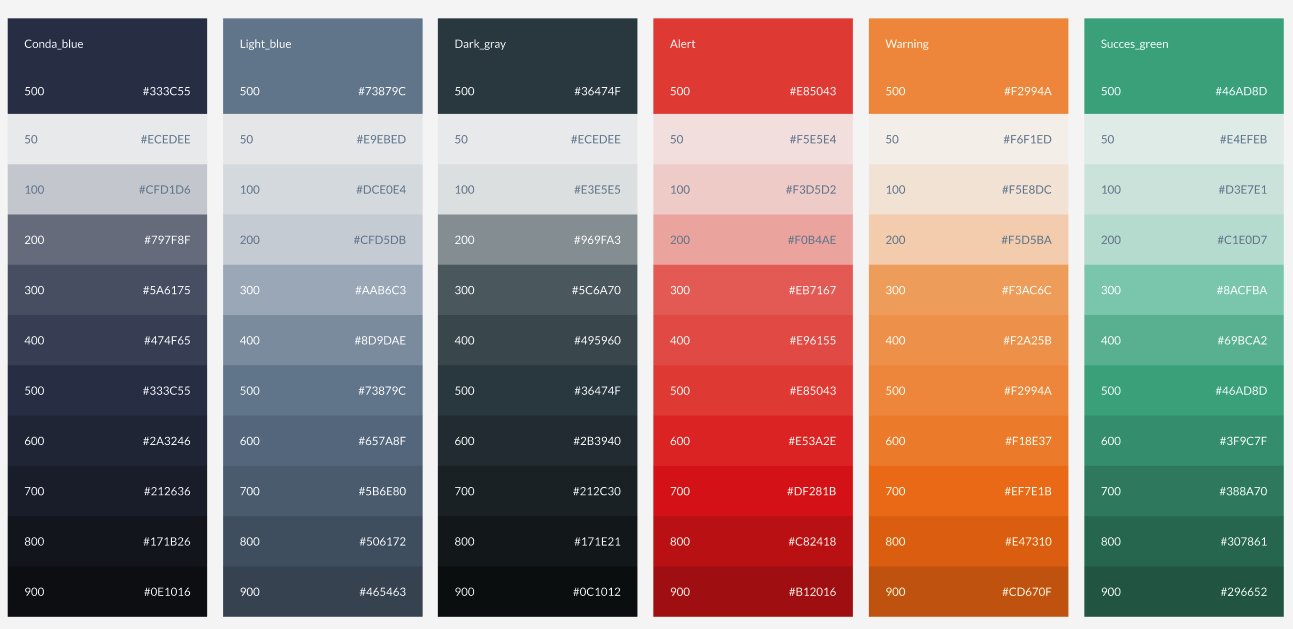 Conda_blue
500 #333C55
50 #ECEDEE
100 #CFD1D6
200 #797F8F
300 #5A6175
400 #474F65
500 #333C55
600 #2A3246
700 #212636
800 #171B26
900 #0E1016
Light_blue
500 #73879C
50 #E9EBED
100 #DCE0E4
200 #CFD5DB
300 #AAB6C3
400 #8D9DAE
500 #73879C
600 #657A8F
700 #5B6E80
800 #506172
900 #465463
Dark_gray
500 #36474F
50 #ECEDEE
100 #E3E5E5
200 #969FA3
300 #5C6A70
400 #495960
500 #36474F
600 #2B3940
700 #212C30
800 #171E21
900 #0C1012
Alert
500 #E85043
50 #F5E5E4
100 #F3D5D2
200 #F0B4AE
300 #EB7167
400 #E96155
500 #E85043
600 #E53A2E
700 #DF281B
800 #C82418
900 #B12016
Warning
500 #F2994A
50 #F6F1ED
100 #F5E8DC
200 #F5D5BA
300 #F3AC6C
400 #F2A25B
500 #F2994A
600 #F18E37
700 #EF7E1B
800 #E47310
900 #CD670F
Succes_green
500 #46AD8D
50 #E4EFEB
100 #D3E7E1
200 #C1E0D7
300 #8ACFBA
400 #69BCA2
500 #46AD8D
600 #3F9C7F
700 #388A70
800 #307861
900 #296652